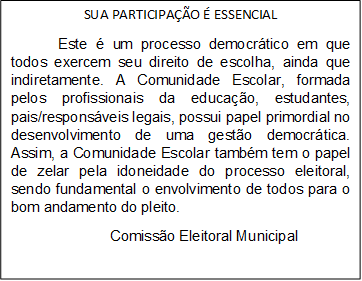 SUA PARTICIPAÇÃO É ESSENCIAL
Este é um processo democrático em que
todos exercem seu direito de escolha, ainda que
indiretamente. A Comunidade Escolar, formada
pelos profissionais da educação, estudantes,
pais/responsáveis legais, possui papel primordial no
desenvolvimento de uma gestão democrática.
Assim, a Comunidade Escolar também tem o papel
de zelar pela idoneidade do processo eleitoral,
sendo fundamental o envolvimento de todos para o
bom andamento do pleito.
Comissão Eleitoral Municipal